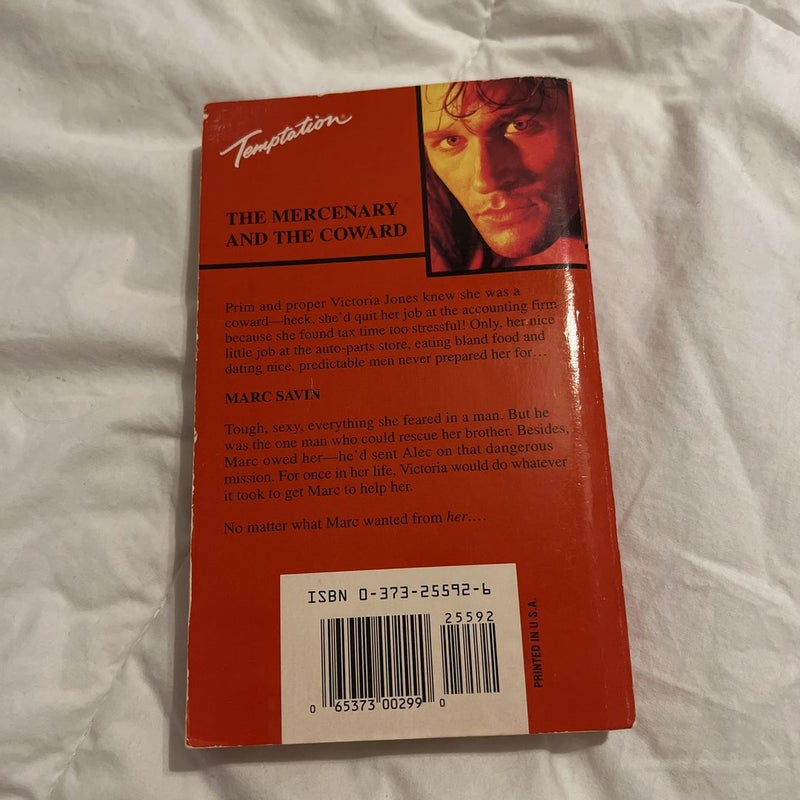 Temptation®
THE MERCENARY
AND THE COWARD
Prim and proper Victoria Jones knew she was a
coward—heck, she'd quit her job at the accounting firm
because she found tax time too stressful! Only, her nice
little job at the auto-parts store, eating bland food and
dating nice, predictable men never prepared her for...
MARC SAVIN
Tough, sexy, everything she feared in a man. But he
was the one man who could rescue her brother. Besides,
Marc owed her—he'd sent Alec on that dangerous
mission. For once in her life, Victoria would do whatever
it took to get Marc to help her.
No matter what Marc wanted from her....
ISBN 0-373-25592-6
25592
0 65373 00299 0
PRINTED IN U.S.A.